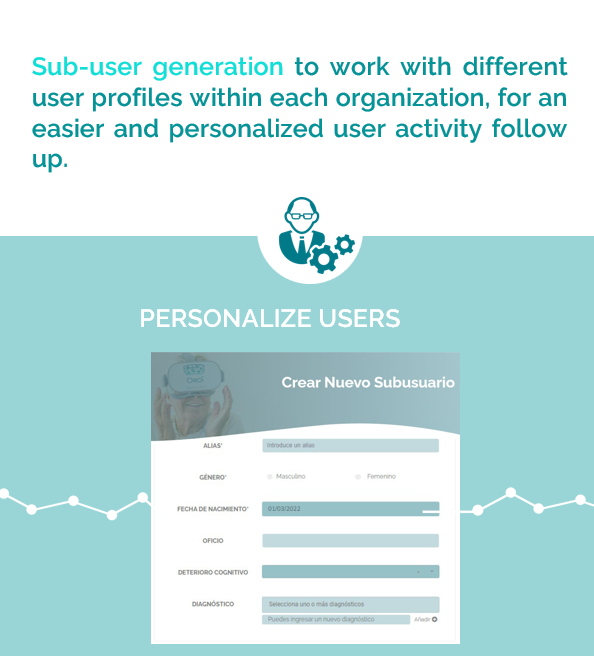 Sub-user generation to work with different
user profiles within each organization, for an
easier and personalized user activity follow
up.
PERSONALIZE USERS
Crear Nuevo Subusuario
ALIAS*
Introduce un alias
GÉNERO*
Masculino
Femenino
FECHA DE NACIMIENTO*
01/03/2022
OFICIO
DETERIORO COGNITIVO
DIAGNÓSTICO
Selecciona uno o más diagnósticos
Puedes ingresar un nuevo diagnóstico
Añadir